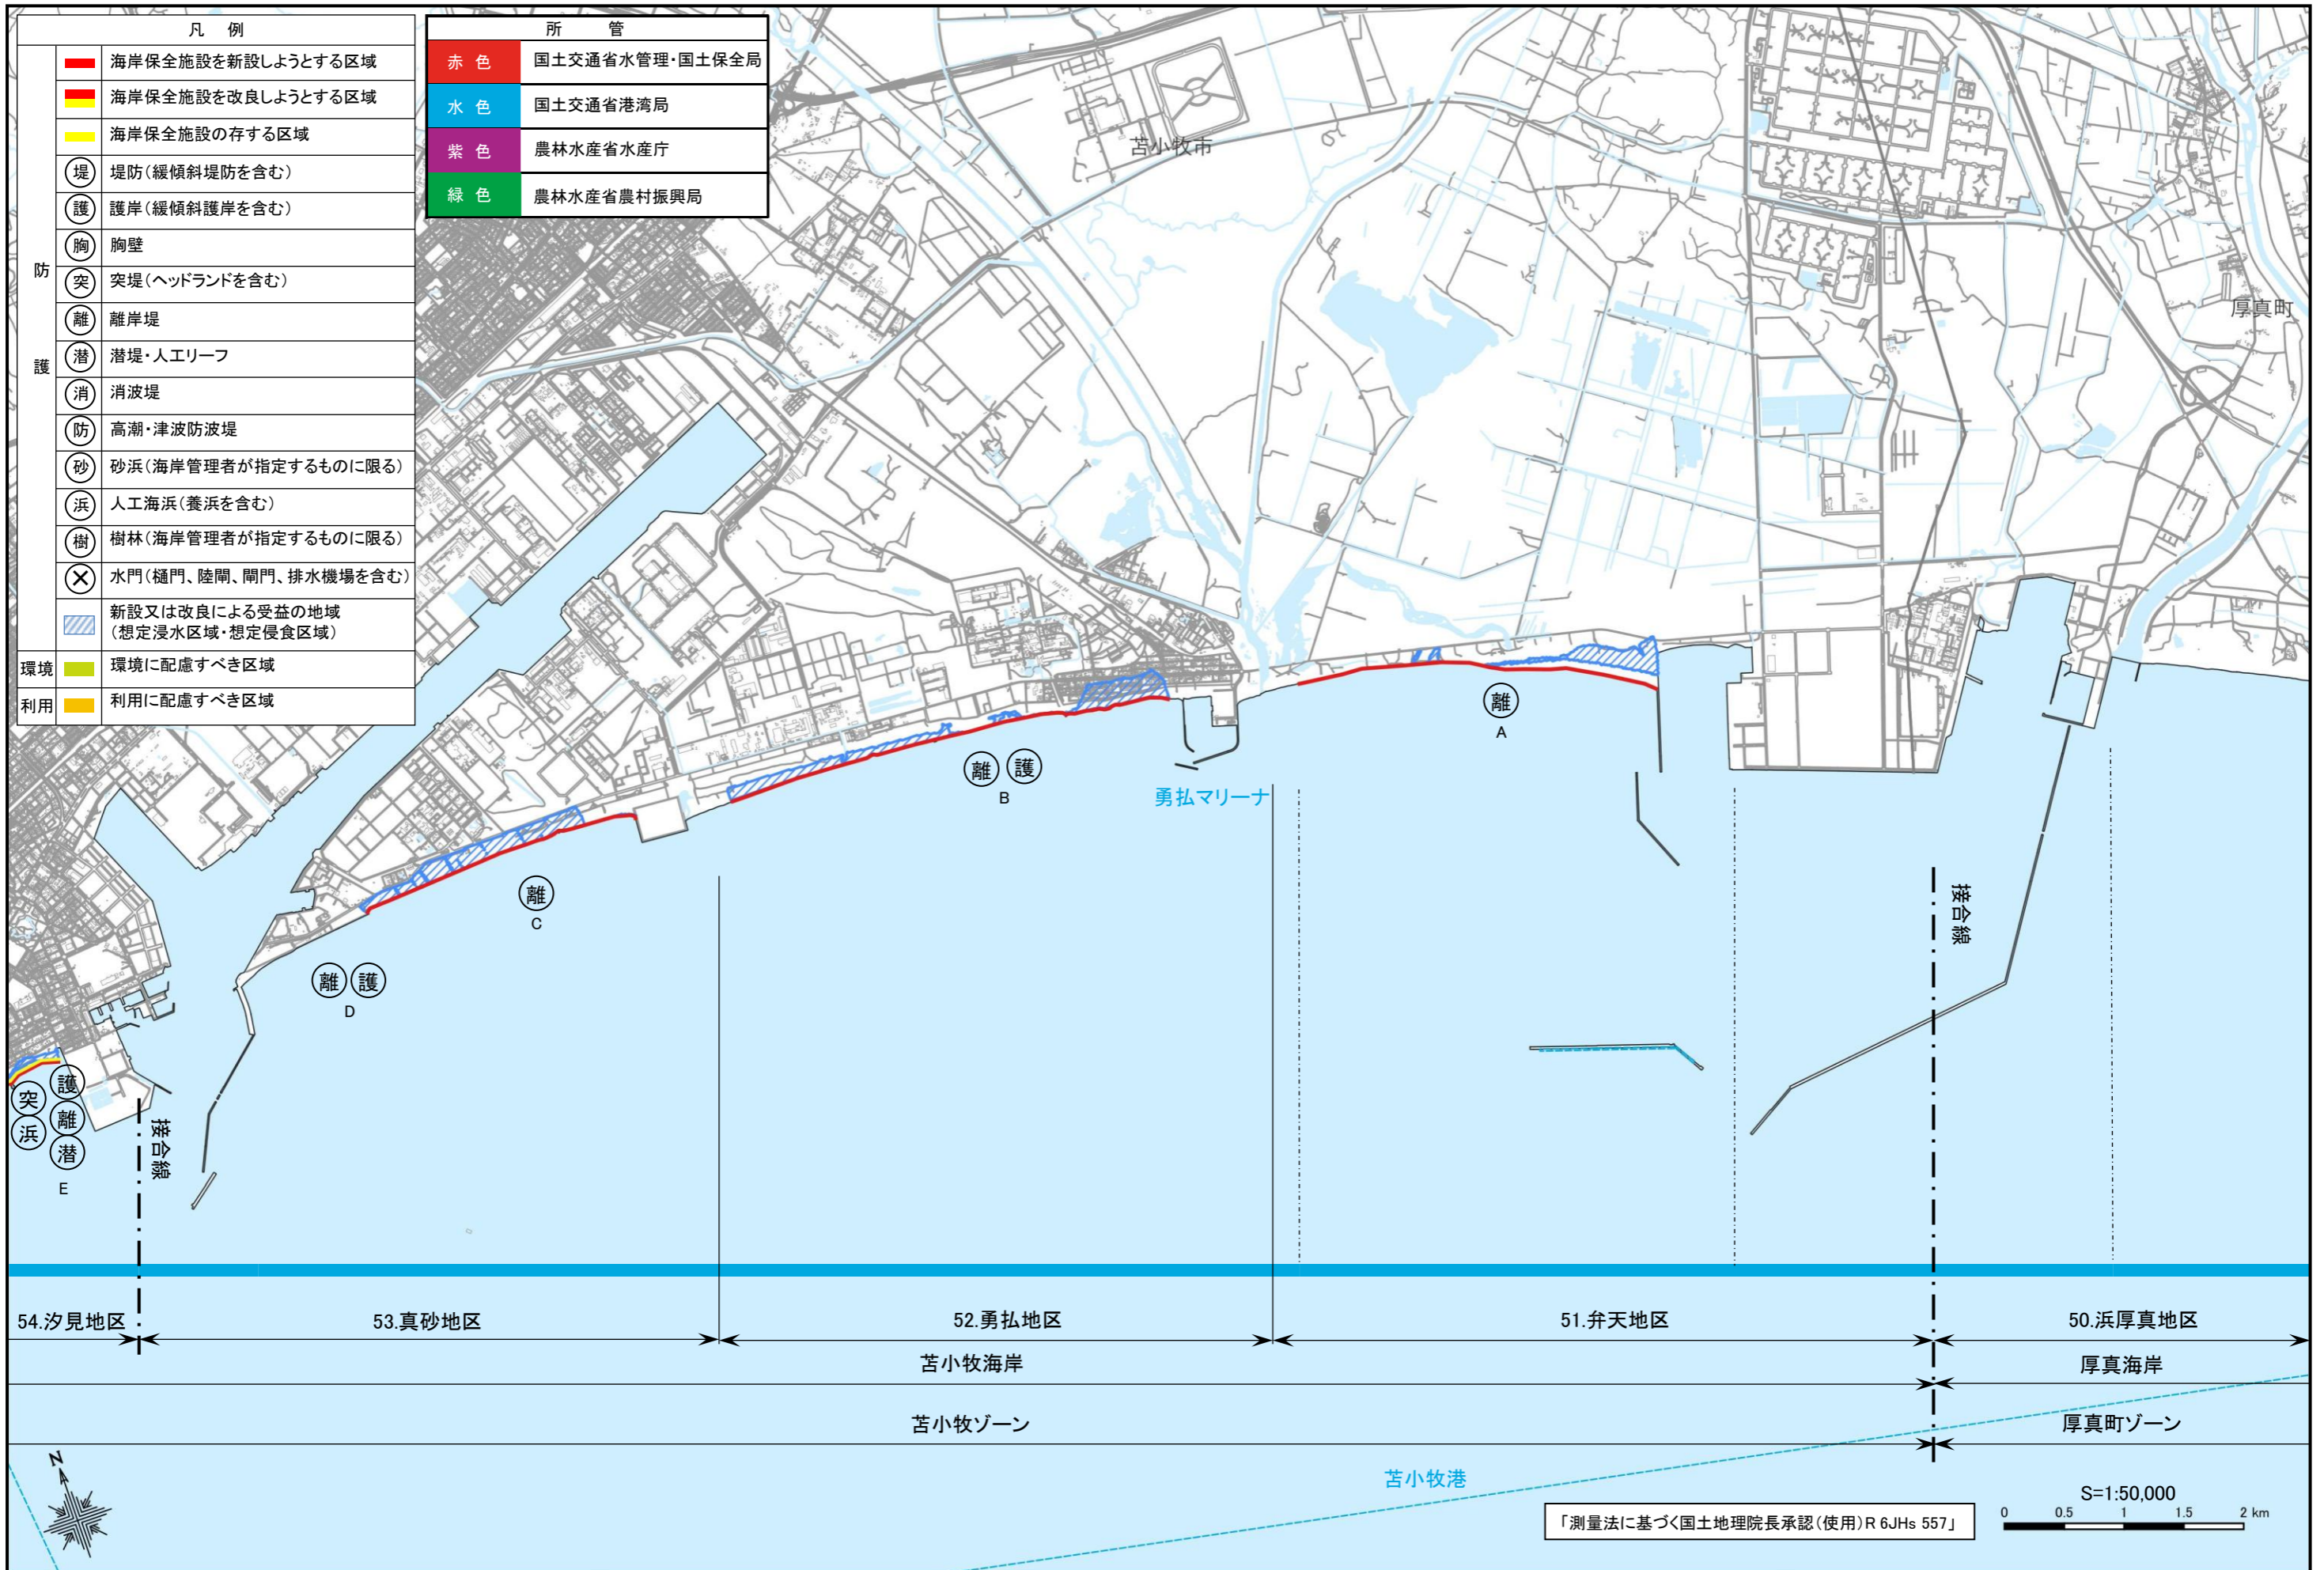 凡 例
防護
海岸保全施設を新設しようとする区域
海岸保全施設を改良しようとする区域
海岸保全施設の存する区域
堤 堤防(緩傾斜堤防を含む)
護 護岸(緩傾斜護岸を含む)
胸 胸壁
突 突堤(ヘッドランドを含む)
離 離岸堤
潜 潜堤・人工リーフ
消 消波堤
防 高潮・津波防波堤
砂 砂浜(海岸管理者が指定するものに限る)
浜 人工海浜(養浜を含む)
樹 樹林(海岸管理者が指定するものに限る)
水門(樋門、陸閘、閘門、排水機場を含む)
新設又は改良による受益の地域
(想定浸水区域・想定侵食区域)
環境 環境に配慮すべき区域
利用 利用に配慮すべき区域
所 管
赤 色 国土交通省水管理・国土保全局
水 色 国土交通省港湾局
紫 色 農林水産省水産庁
緑 色 農林水産省農村振興局
苫小牧市
厚真町
離
A
離 護
B
勇払マリーナ
離
C
離 護
D
突 護
浜 離
潜
E
接合線
接合線
54.汐見地区
53.真砂地区
52.勇払地区
51.弁天地区
50.浜厚真地区
苫小牧海岸
厚真海岸
苫小牧ゾーン
厚真町ゾーン
苫小牧港
N
「測量法に基づく国土地理院長承認(使用)R 6JHs 557」
S=1:50,000
0 0.5 1 1.5 2 km